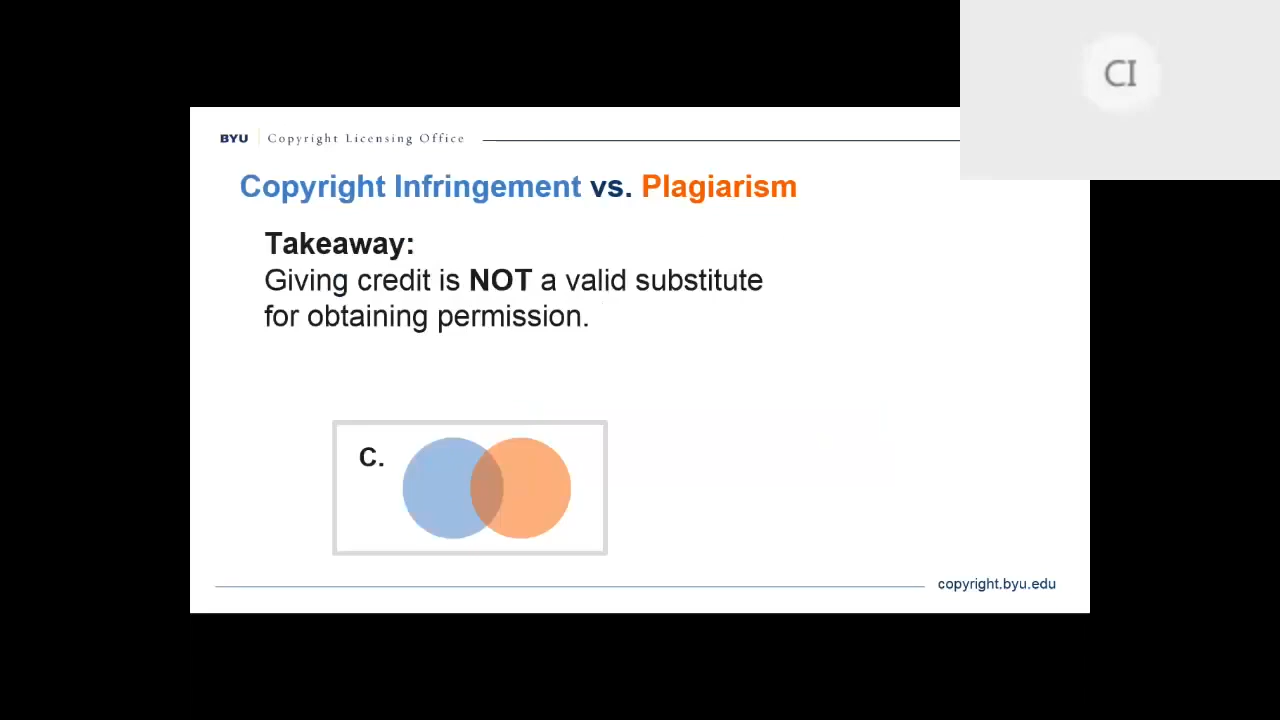 CI
BYU Copyright Licensing Office
Copyright Infringement vs. Plagiarism
Takeaway:
Giving credit is NOT a valid substitute
for obtaining permission.
C.
copyright.byu.edu